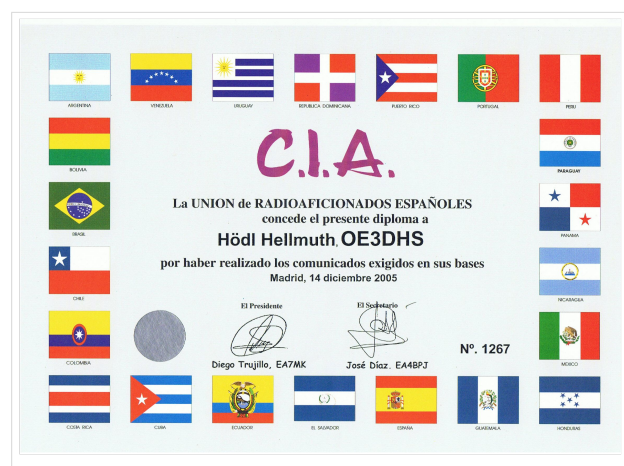 ARGENTINA
VENEZUELA
URUGUAY
REPUBLICA DOMINICANA
PUERTO RICO
PORTUGAL
PERU
BOLIVIA
PARAGUAY
BRASIL
PANAMA
CHILE
NICARAGUA
COLOMBIA
MEXICO
C.I.A.
La UNION de RADIOAFICIONADOS ESPAÑOLES
concede el presente diploma a
Hödl Hellmuth, OE3DHS
por haber realizado los comunicados exigidos en sus bases
Madrid, 14 diciembre 2005
El Presidente
El Secretario
Diego Trujillo, EA7MK
José Díaz. EA4BPJ
Nº. 1267
COSTA RICA
CUBA
ECUADOR
EL SALVADOR
ESPAÑA
GUATEMALA
HONDURAS